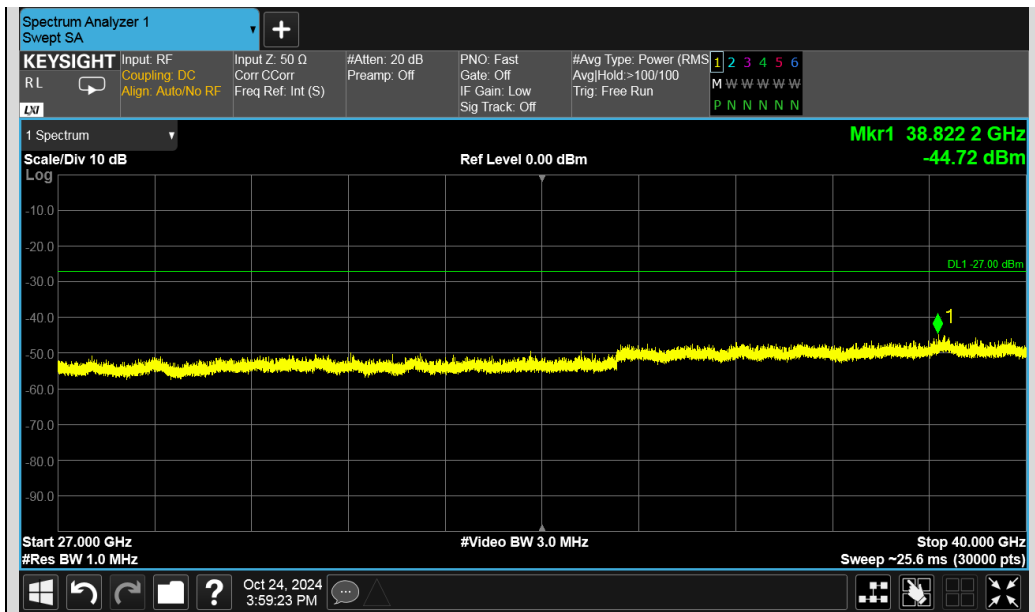 Spectrum Analyzer 1
Swept SA
+
KEYSIGHT
R L
LXI
Input: RF
Coupling: DC
Align: Auto/No RF
Input Z: 50 Ω
Corr CCorr
Freq Ref: Int (S)
#Atten: 20 dB
Preamp: Off
PNO: Fast
Gate: Off
IF Gain: Low
Sig Track: Off
#Avg Type: Power (RMS
Avg|Hold:>100/100
Trig: Free Run
1 2 3 4 5 6
M W W W W W
P N N N N N
1 Spectrum
Mkr1 38.822 2 GHz
Scale/Div 10 dB
Ref Level 0.00 dBm
-44.72 dBm
Log
-10.0
-20.0
DL1 -27.00 dBm
-30.0
-40.0
1
-50.0
-60.0
-70.0
-80.0
-90.0
Start 27.000 GHz
#Video BW 3.0 MHz
Stop 40.000 GHz
#Res BW 1.0 MHz
Sweep ~25.6 ms (30000 pts)
?
Oct 24, 2024
3:59:23 PM